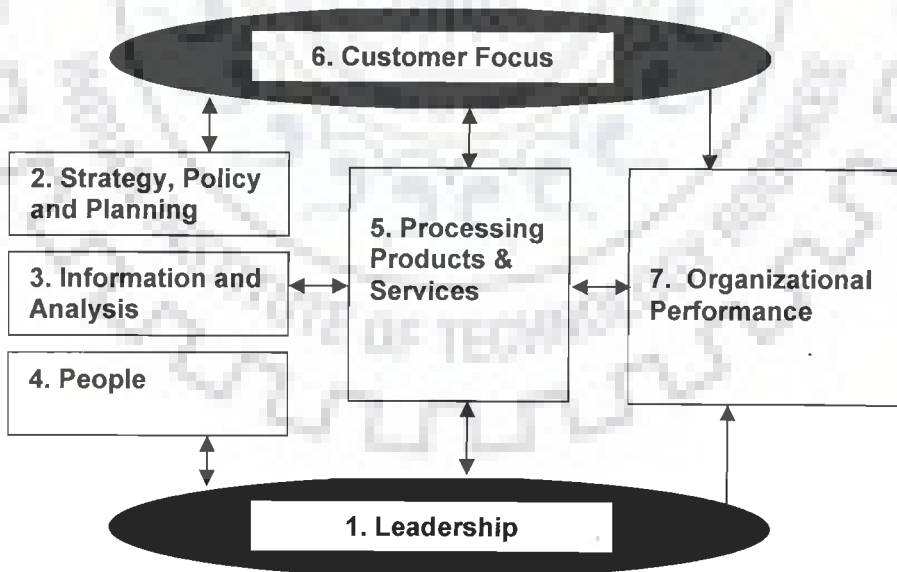 6. Customer Focus
2. Strategy, Policy
and Planning
3. Information and
Analysis
4. People
5. Processing
Products &
Services
7. Organizational
Performance
1. Leadership